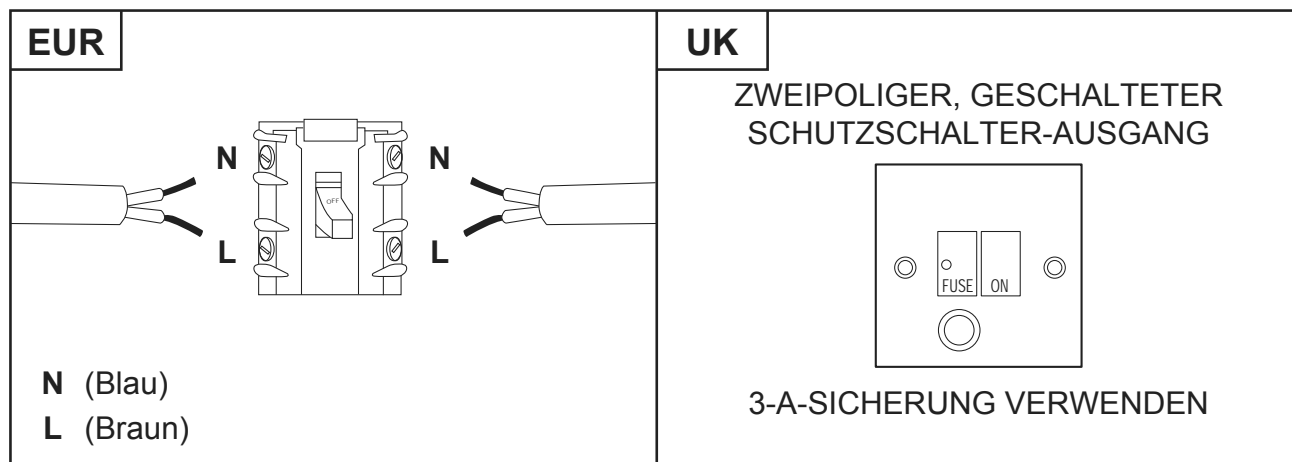 EUR
N
N
OFF
L
L
N (Blau)
L (Braun)
UK
ZWEIPOLIGER, GESCHALTETER
SCHUTZSCHALTER-AUSGANG
FUSE ON
3-A-SICHERUNG VERWENDEN